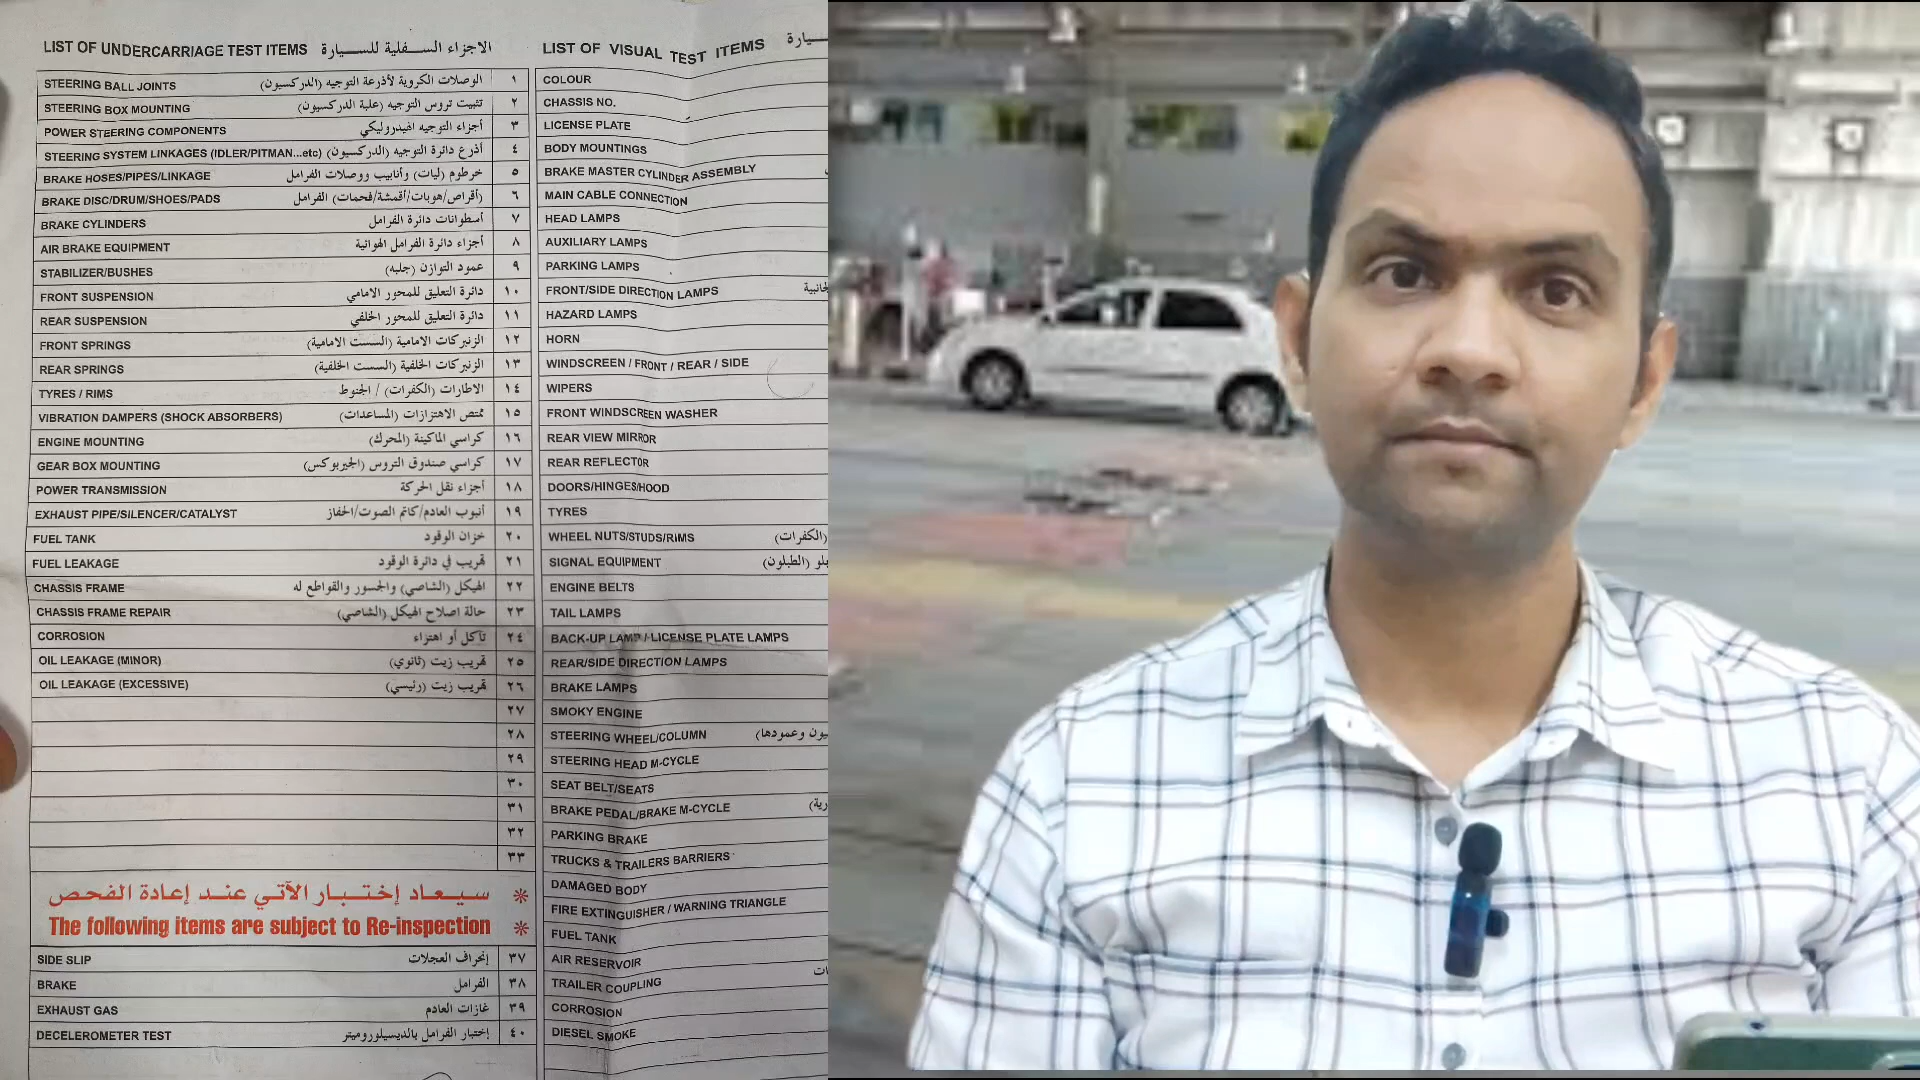 LIST OF UNDERCARRIAGE TEST ITEMS الاجزاء السفلية للسيارة
STEERING BALL JOINTS الوصلات الكروية لأذرعة التوجيه (الدركسيون) ١
STEERING BOX MOUNTING تثبيت تروس التوجيه (علبة الدركسيون) ٢
POWER STEERING COMPONENTS أجزاء التوجيه الهيدروليكي ٣
STEERING SYSTEM LINKAGES (IDLER/PITMAN...etc) أذرع دائرة التوجيه (الدركسيون) ٤
BRAKE HOSES/PIPES/LINKAGE خرطوم (ليات) وأنابيب ووصلات الفرامل ٥
BRAKE DISC/DRUM/SHOES/PADS (أقراص/هوبات/أقمشة/فحمات) الفرامل ٦
BRAKE CYLINDERS أسطوانات دائرة الفرامل ٧
AIR BRAKE EQUIPMENT أجزاء دائرة الفرامل الهوائية ٨
STABILIZER/BUSHES عمود التوازن (جلبه) ٩
FRONT SUSPENSION دائرة التعليق للمحور الامامي ١٠
REAR SUSPENSION دائرة التعليق للمحور الخلفي ١١
FRONT SPRINGS الزنبركات الامامية (السست الامامية) ١٢
REAR SPRINGS الزنبركات الخلفية (السست الخلفية) ١٣
TYRES / RIMS الاطارات (الكفرات) / الجنوط ١٤
VIBRATION DAMPERS (SHOCK ABSORBERS) ممتص الاهتزازات (المساعدات) ١٥
ENGINE MOUNTING كراسي الماكينة (المحرك) ١٦
GEAR BOX MOUNTING كراسي صندوق التروس (الجيربوكس) ١٧
POWER TRANSMISSION أجزاء نقل الحركة ١٨
EXHAUST PIPE/SILENCER/CATALYST أنبوب العادم/كاتم الصوت/الحفاز ١٩
FUEL TANK خزان الوقود ٢٠
FUEL LEAKAGE تهريب في دائرة الوقود ٢١
CHASSIS FRAME الهيكل (الشاصي) والجسور والقواطع له ٢٢
CHASSIS FRAME REPAIR حالة اصلاح الهيكل (الشاصي) ٢٣
CORROSION تآكل أو اهتراء ٢٤
OIL LEAKAGE (MINOR) تهريب زيت (ثانوي) ٢٥
OIL LEAKAGE (EXCESSIVE) تهريب زيت (رئيسي) ٢٦
٢٧
٢٨
٢٩
٣٠
٣١
٣٢
٣٣
* سيعاد إختبار الآتي عند إعادة الفحص
The following items are subject to Re-inspection *
SIDE SLIP إنحراف العجلات ٣٧
BRAKE الفرامل ٣٨
EXHAUST GAS غازات العادم ٣٩
DECELEROMETER TEST إختبار الفرامل بالديسيلوروميتر ٤٠
LIST OF VISUAL TEST ITEMS
COLOUR
CHASSIS NO.
LICENSE PLATE
BODY MOUNTINGS
BRAKE MASTER CYLINDER ASSEMBLY
MAIN CABLE CONNECTION
HEAD LAMPS
AUXILIARY LAMPS
PARKING LAMPS
FRONT/SIDE DIRECTION LAMPS
HAZARD LAMPS
HORN
WINDSCREEN / FRONT / REAR / SIDE
WIPERS
FRONT WINDSCREEN WASHER
REAR VIEW MIRROR
REAR REFLECTOR
DOORS/HINGES/HOOD
TYRES
WHEEL NUTS/STUDS/RIMS (الكفرات)
SIGNAL EQUIPMENT (الطبلون)
ENGINE BELTS
TAIL LAMPS
BACK-UP LAMP / LICENSE PLATE LAMPS
REAR/SIDE DIRECTION LAMPS
BRAKE LAMPS
SMOKY ENGINE
STEERING WHEEL/COLUMN وعمودها)
STEERING HEAD M-CYCLE
SEAT BELT/SEATS
BRAKE PEDAL/BRAKE M-CYCLE
PARKING BRAKE
TRUCKS & TRAILERS BARRIERS
DAMAGED BODY
FIRE EXTINGUISHER / WARNING TRIANGLE
FUEL TANK
AIR RESERVOIR
TRAILER COUPLING
CORROSION
DIESEL SMOKE